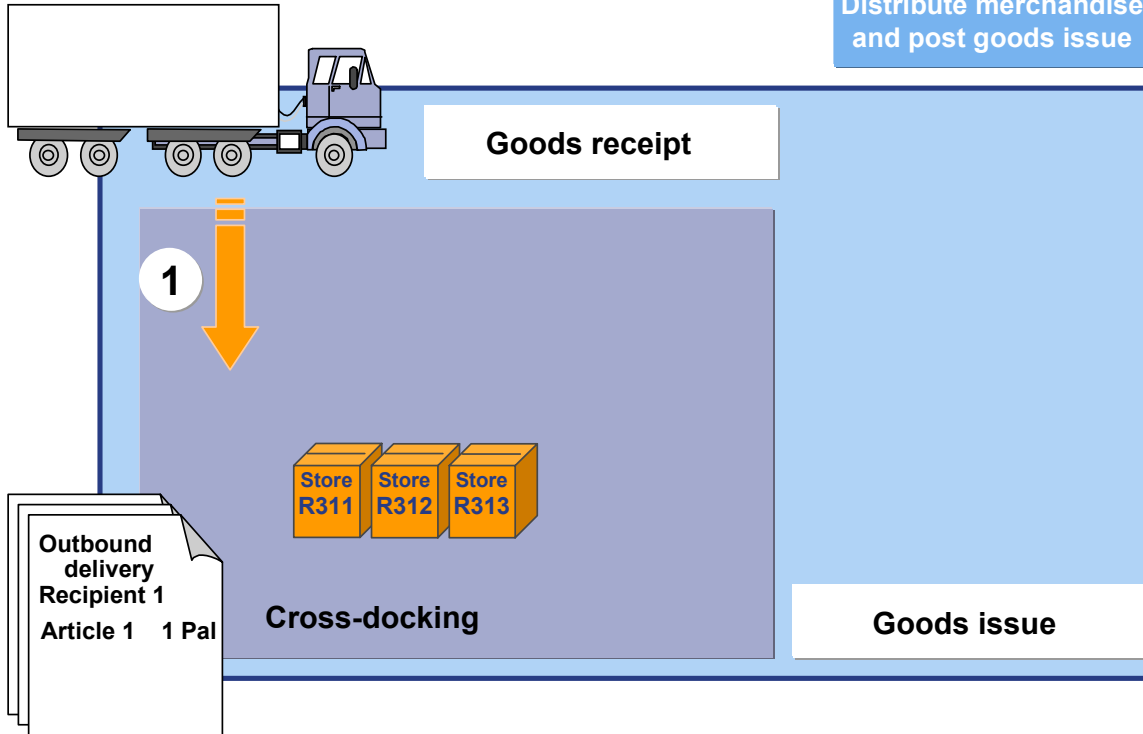 Distribute merchandise
and post goods issue
Goods receipt
1
Store
R311
Store
R312
Store
R313
Outbound
delivery
Recipient 1
Article 1 1 Pal
Cross-docking
Goods issue